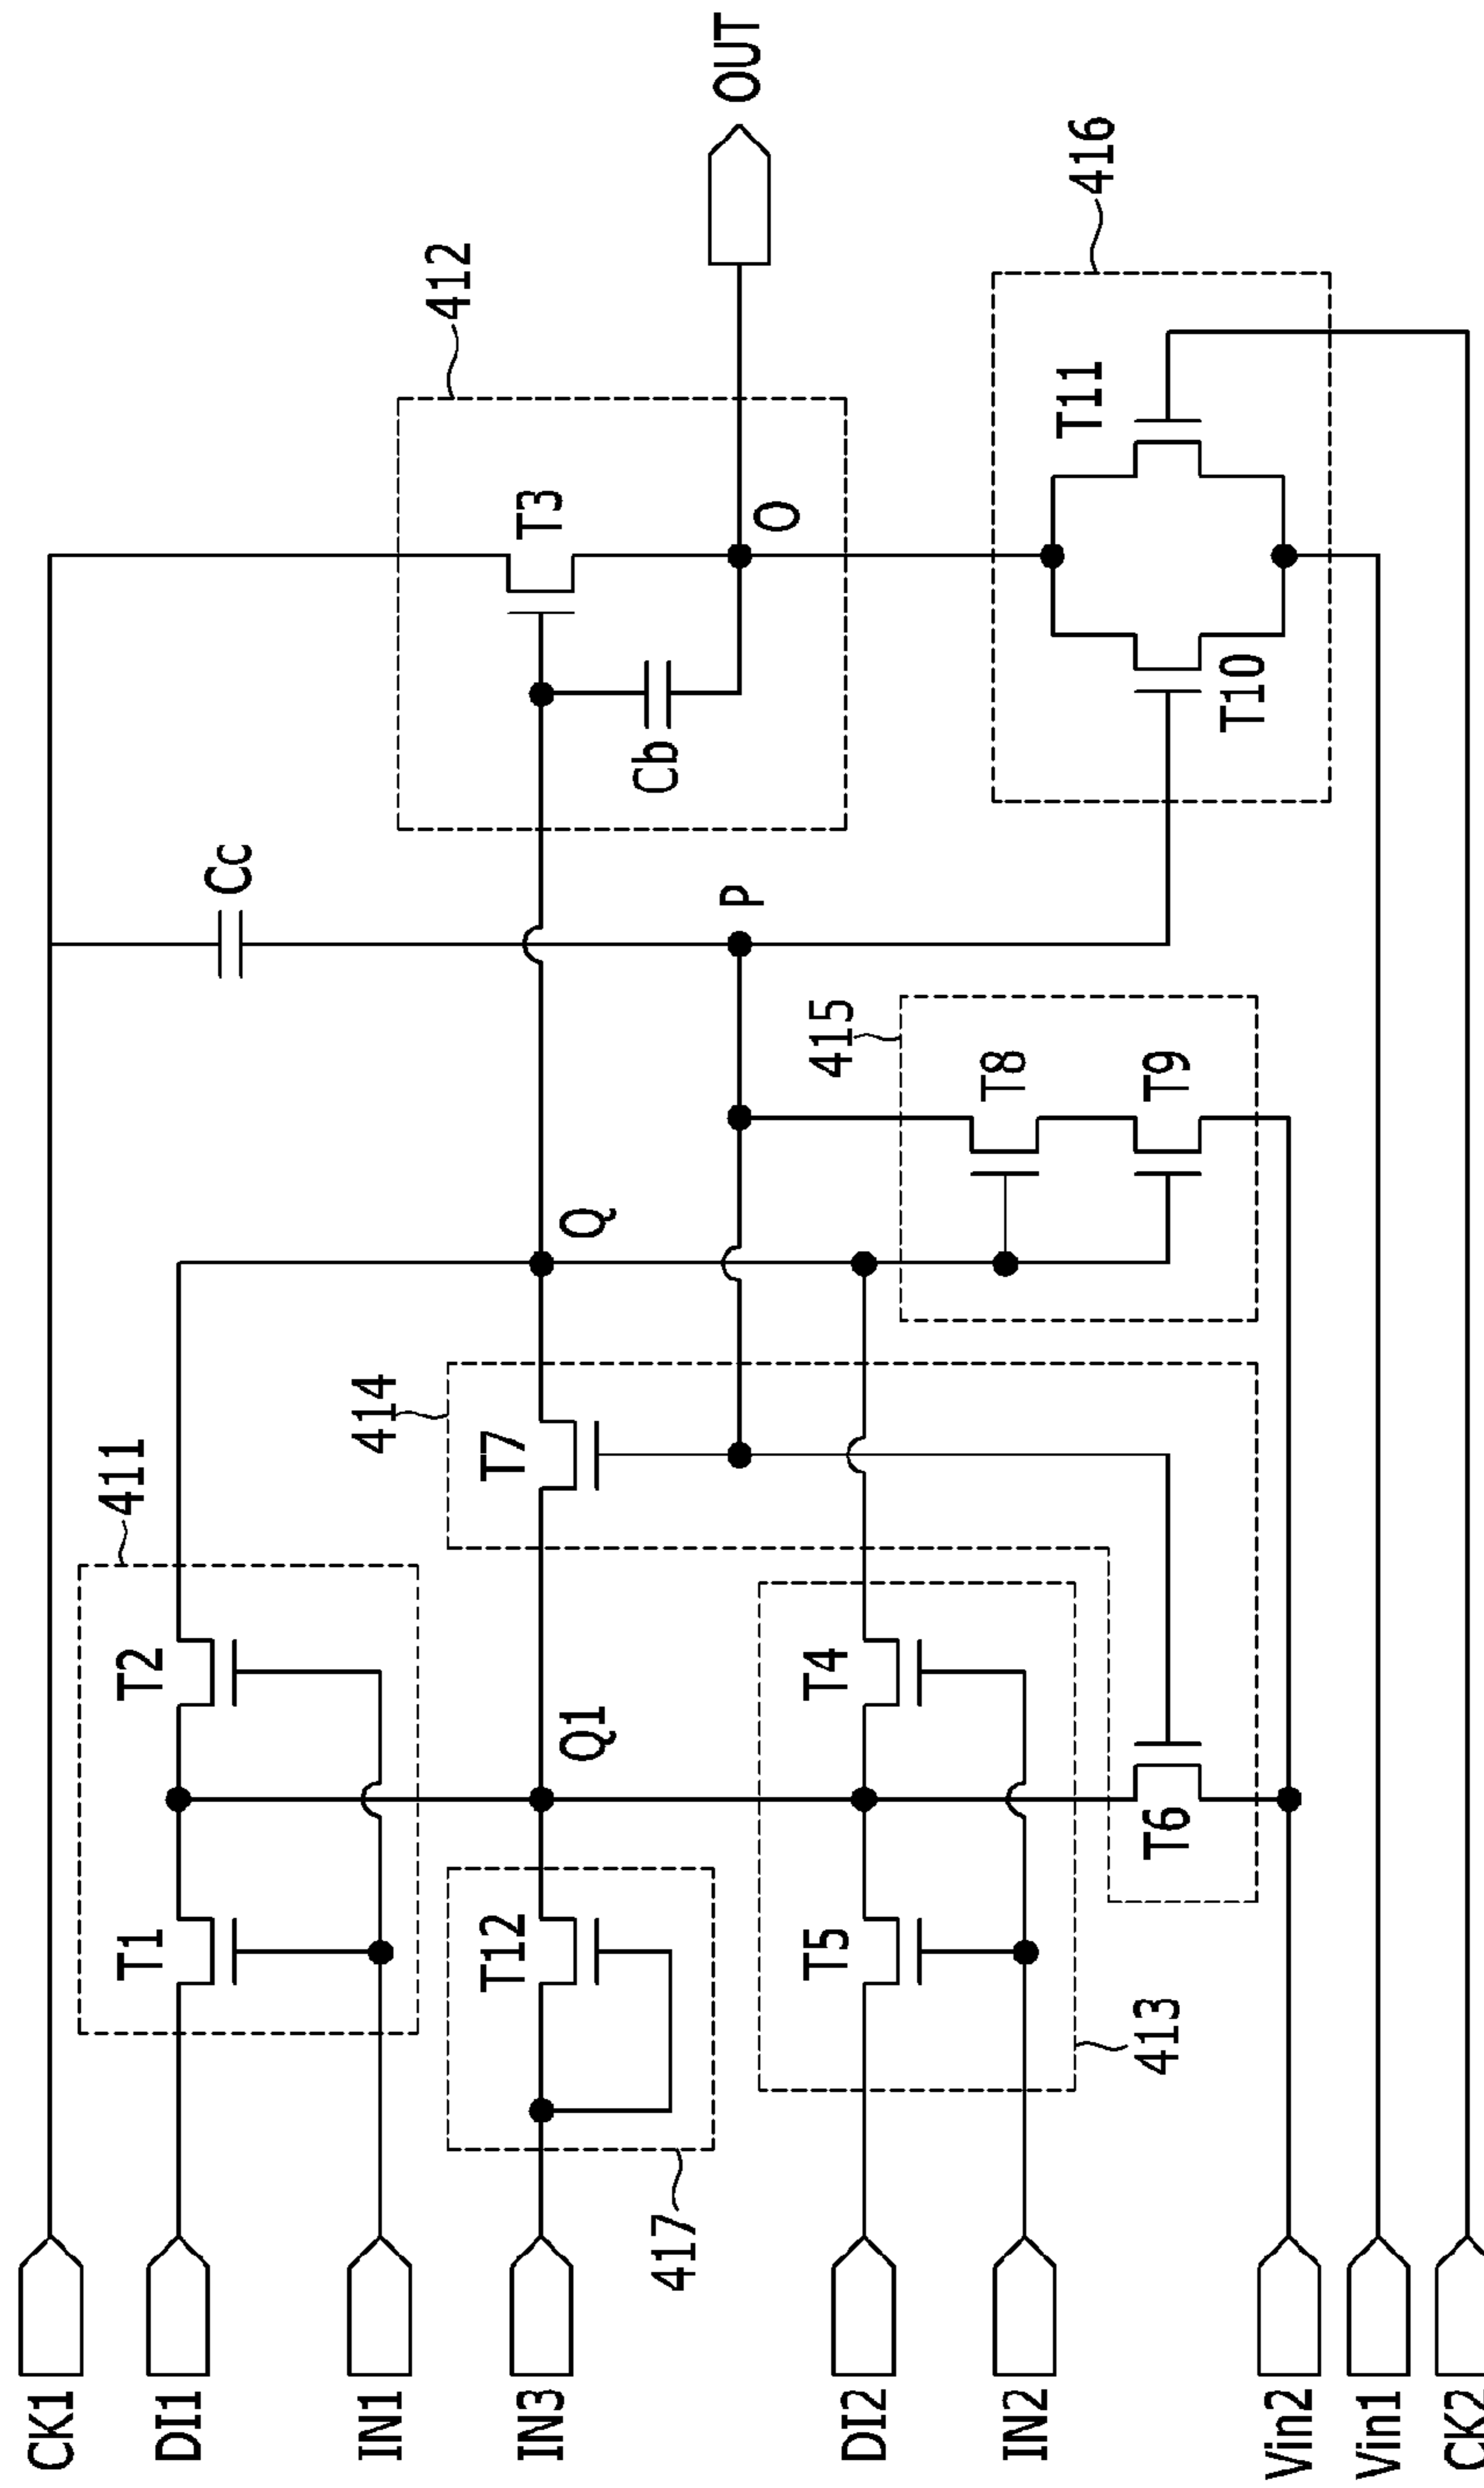 CK1
DI1
IN1
IN3
DI2
IN2
Vin2
Vin1
CK2
411
T1
T2
417
T12
Q1
413
T5
T4
414
T7
T6
Q
415
T8
T9
P
Cc
412
T3
Cb
O
416
T10
T11
OUT